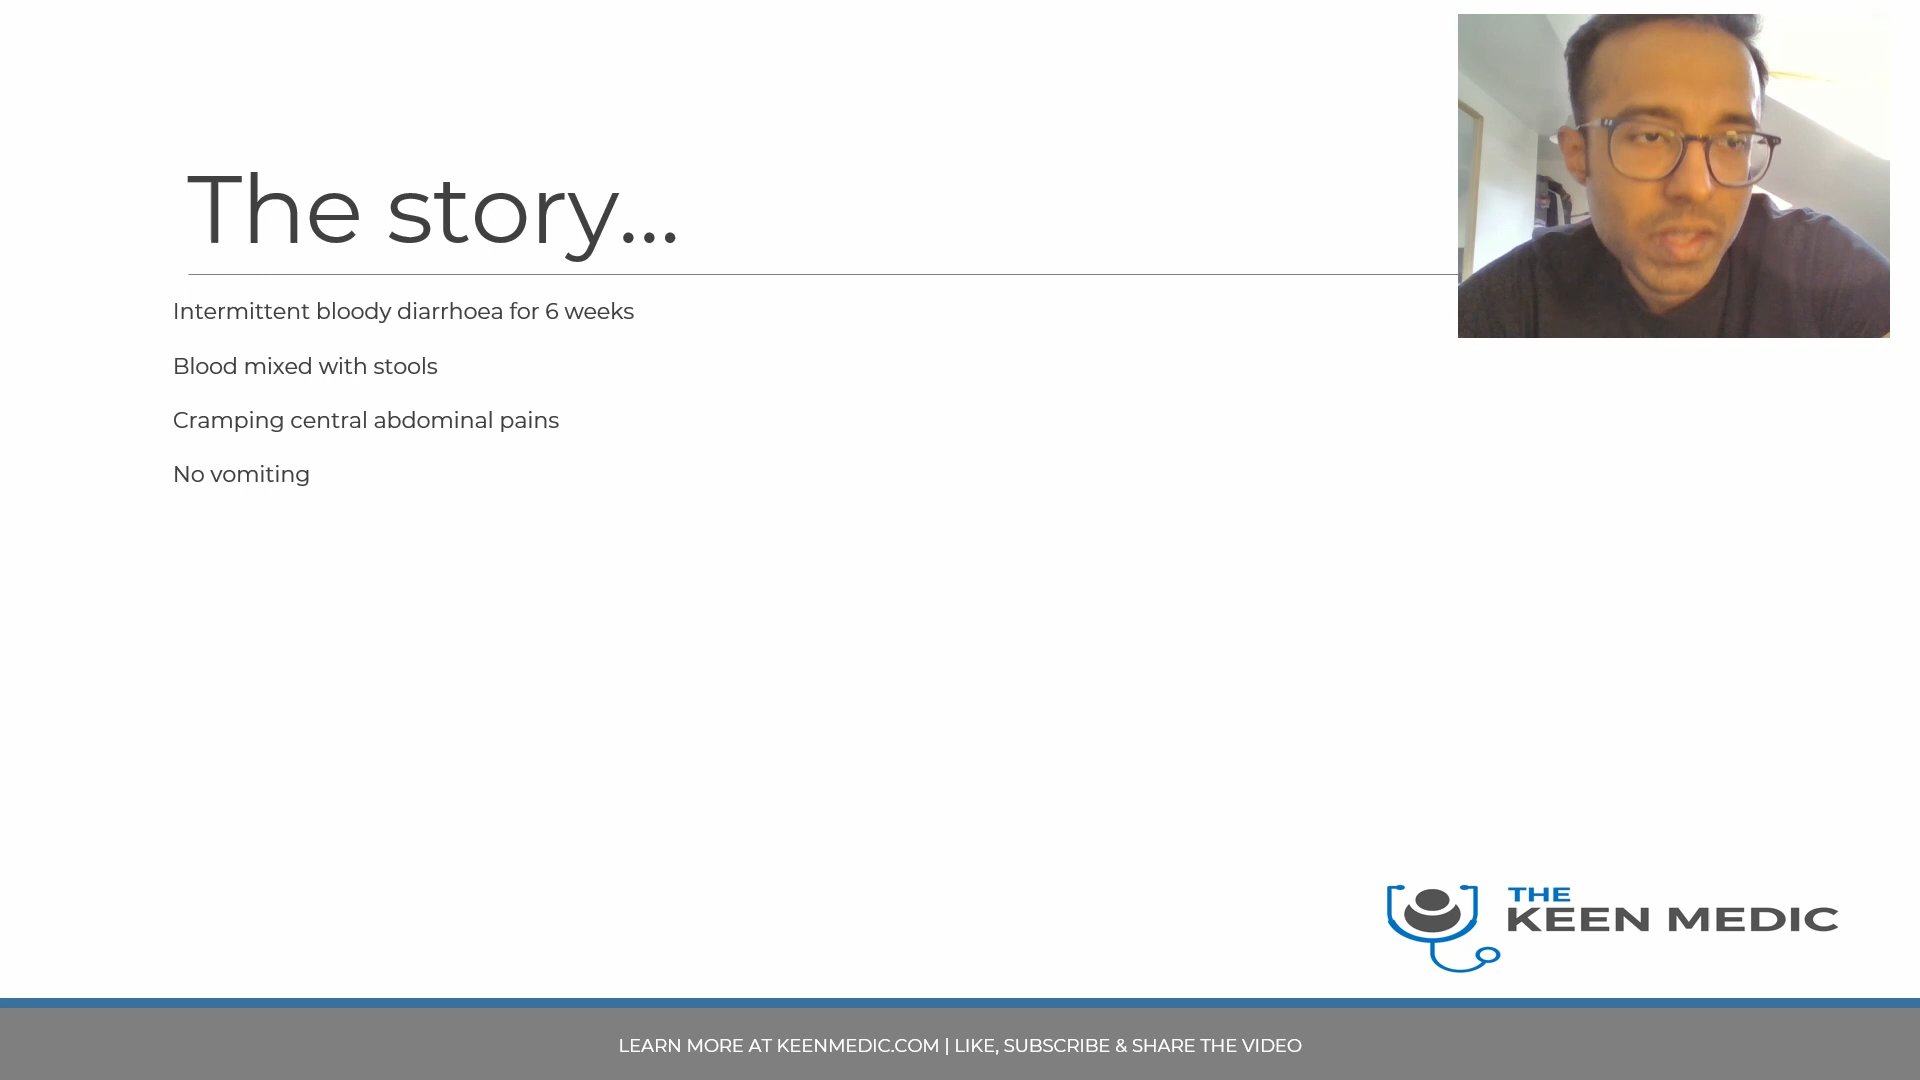 The story...
Intermittent bloody diarrhoea for 6 weeks
Blood mixed with stools
Cramping central abdominal pains
No vomiting
THE
KEEN MEDIC
LEARN MORE AT KEENMEDIC.COM | LIKE, SUBSCRIBE & SHARE THE VIDEO